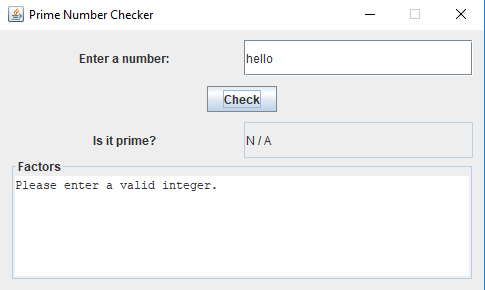 Prime Number Checker
Enter a number: hello
Check
Is it prime? N / A
Factors
Please enter a valid integer.